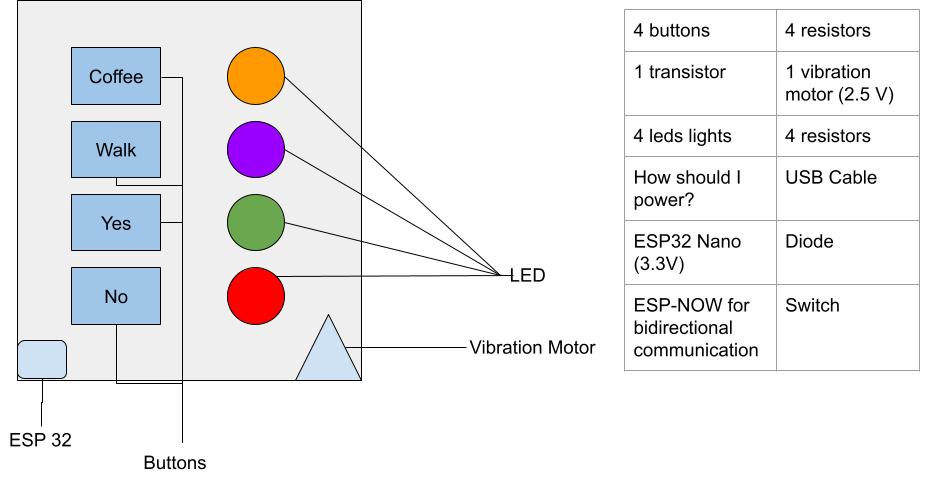 Coffee
Walk
Yes
No
LED
Vibration Motor
ESP 32
Buttons
4 buttons
4 resistors
1 transistor
1 vibration
motor (2.5 V)
4 leds lights
4 resistors
How should I
power?
USB Cable
ESP32 Nano
(3.3V)
Diode
ESP-NOW for
bidirectional
communication
Switch